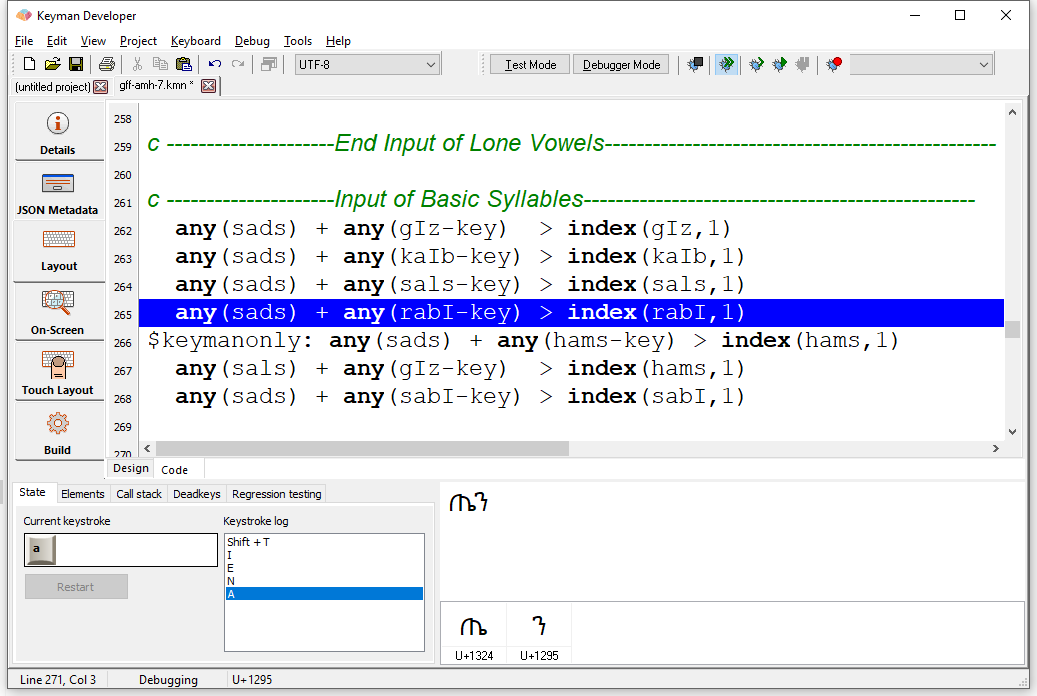 Keyman Developer
File Edit View Project Keyboard Debug Tools Help
UTF-8 Test Mode Debugger Mode
(untitled project) gff-amh-7.kmn *
Details
JSON Metadata
Layout
On-Screen
Touch Layout
Build
258
259 c ---------------------End Input of Lone Vowels-------------------------------------------------
260
261 c ---------------------Input of Basic Syllables-------------------------------------------------
262 any(sads) + any(gIz-key) > index(gIz,1)
263 any(sads) + any(kaIb-key) > index(kaIb,1)
264 any(sads) + any(sals-key) > index(sals,1)
265 any(sads) + any(rabI-key) > index(rabI,1)
266 $keymanonly: any(sads) + any(hams-key) > index(hams,1)
267 any(sals) + any(gIz-key) > index(hams,1)
268 any(sads) + any(sabI-key) > index(sabI,1)
269
270
Design Code
State Elements Call stack Deadkeys Regression testing
Current keystroke
a
Restart
Keystroke log
Shift + T
I
E
N
A
ጤን
ጤ ን
U+1324 U+1295
Line 271, Col 3 Debugging U+1295